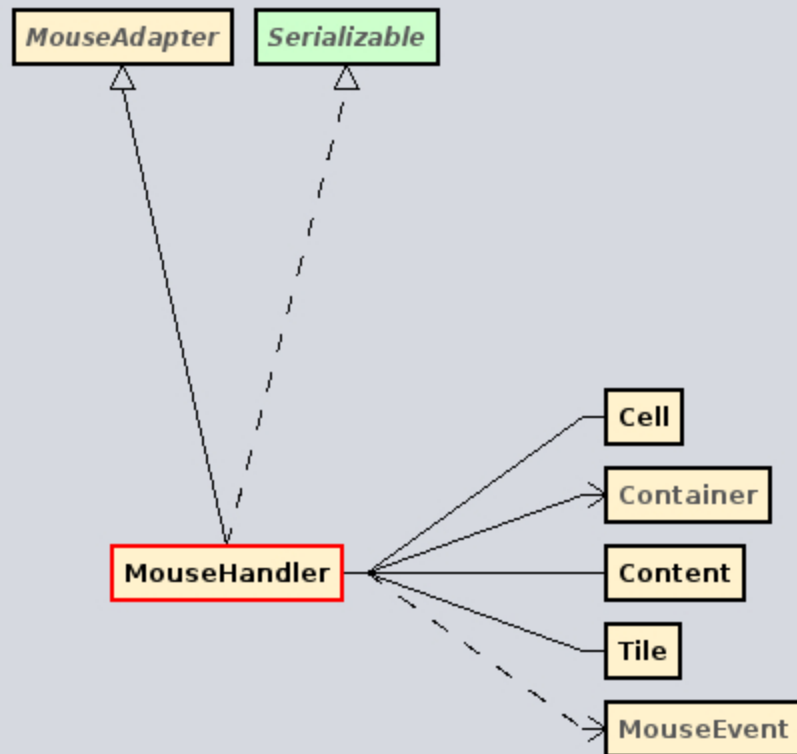 MouseAdapter
Serializable
Cell
Container
MouseHandler
Content
Tile
MouseEvent